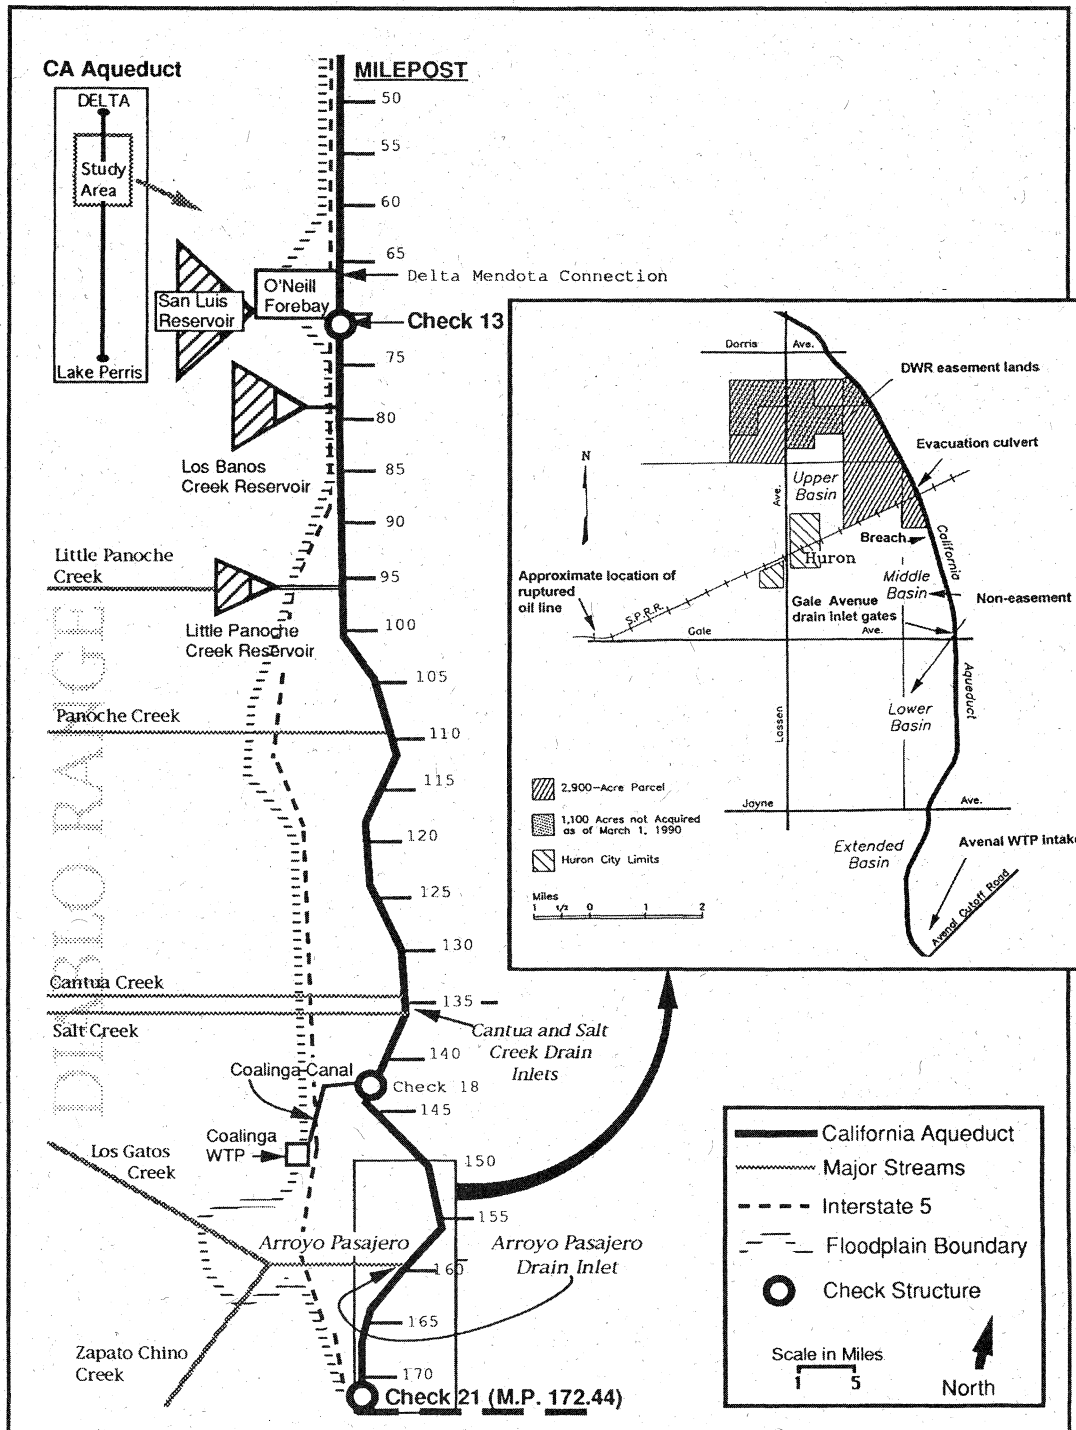 CA Aqueduct
DELTA
Study
Area
Lake Perris
MILEPOST
50
55
60
65
Delta Mendota Connection
O'Neill
Forebay
San Luis
Reservoir
Check 13
75
80
Los Banos
Creek Reservoir
85
90
Little Panoche
Creek
95
Little Panoche
Creek Reservoir
100
105
Panoche Creek
110
115
120
125
130
DIABLO RANGE
Cantua Creek
135
Salt Creek
Cantua and Salt
Creek Drain
Inlets
140
Coalinga Canal
Check 18
145
Coalinga
WTP
Los Gatos
Creek
150
155
Arroyo Pasajero
Arroyo Pasajero
Drain Inlet
160
165
Zapato Chino
Creek
170
Check 21 (M.P. 172.44)
Dorris Ave.
DWR easement lands
Evacuation culvert
N
Ave.
Upper
Basin
Breach
California
Huron
Middle
Basin
Approximate location of
ruptured
oil line
S.P.R.R.
Non-easement
Gale Avenue
drain inlet gates
Gale Ave.
Aqueduct
Lassen
Lower
Basin
2,900-Acre Parcel
1,100 Acres not Acquired
as of March 1, 1990
Huron City Limits
Jayne Ave.
Extended
Basin
Avenal WTP intake
Avenal Cutoff Road
Miles
1 1/2 0 1 2
California Aqueduct
Major Streams
Interstate 5
Floodplain Boundary
Check Structure
Scale in Miles
1 5
North